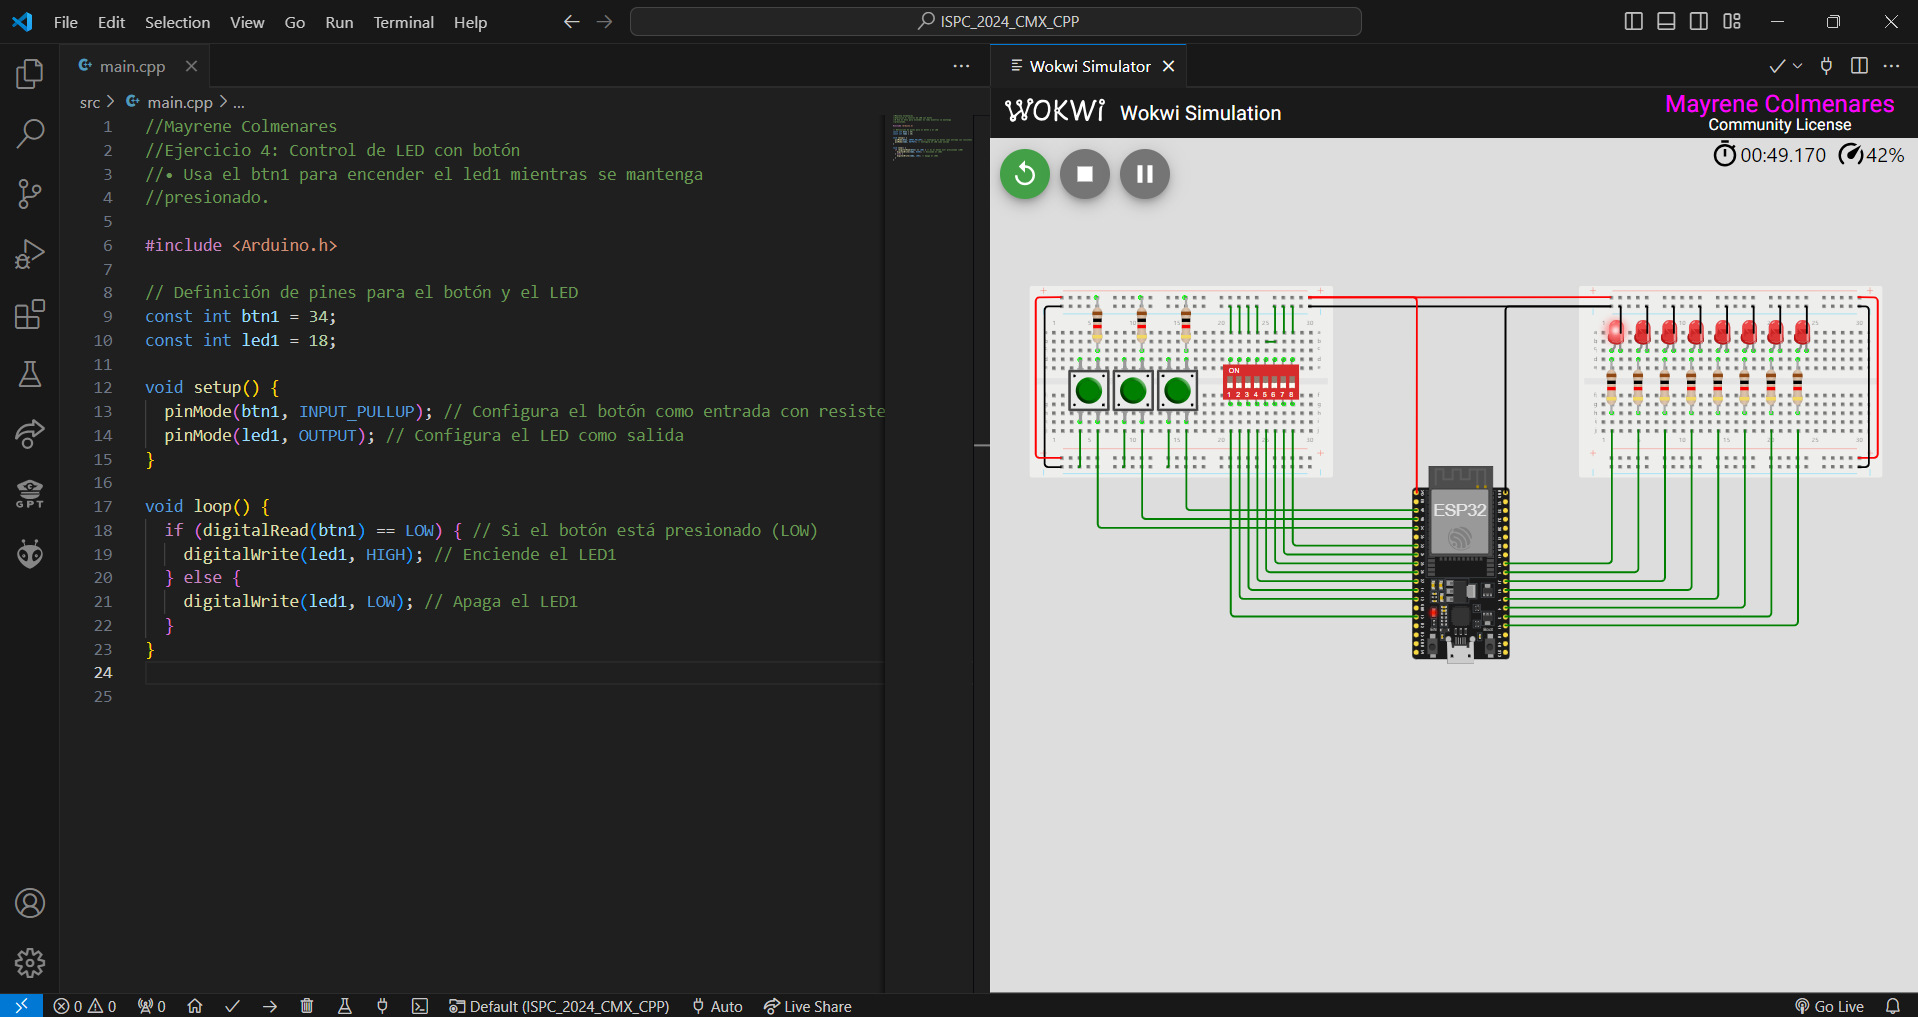 File Edit Selection View Go Run Terminal Help
ISPC_2024_CMX_CPP
main.cpp
src > main.cpp > ...
1 //Mayrene Colmenares
2 //Ejercicio 4: Control de LED con botón
3 //• Usa el btn1 para encender el led1 mientras se mantenga
4 //presionado.
5
6 #include <Arduino.h>
7
8 // Definición de pines para el botón y el LED
9 const int btn1 = 34;
10 const int led1 = 18;
11
12 void setup() {
13 pinMode(btn1, INPUT_PULLUP); // Configura el botón como entrada con resiste
14 pinMode(led1, OUTPUT); // Configura el LED como salida
15 }
16
17 void loop() {
18 if (digitalRead(btn1) == LOW) { // Si el botón está presionado (LOW)
19 digitalWrite(led1, HIGH); // Enciende el LED1
20 } else {
21 digitalWrite(led1, LOW); // Apaga el LED1
22 }
23 }
24
25
Wokwi Simulator
WOKWi Wokwi Simulation
Mayrene Colmenares
Community License
00:49.170 42%
ON
1 2 3 4 5 6 7 8
ESP32
GPT
0 0 0 Default (ISPC_2024_CMX_CPP) Auto Live Share Go Live